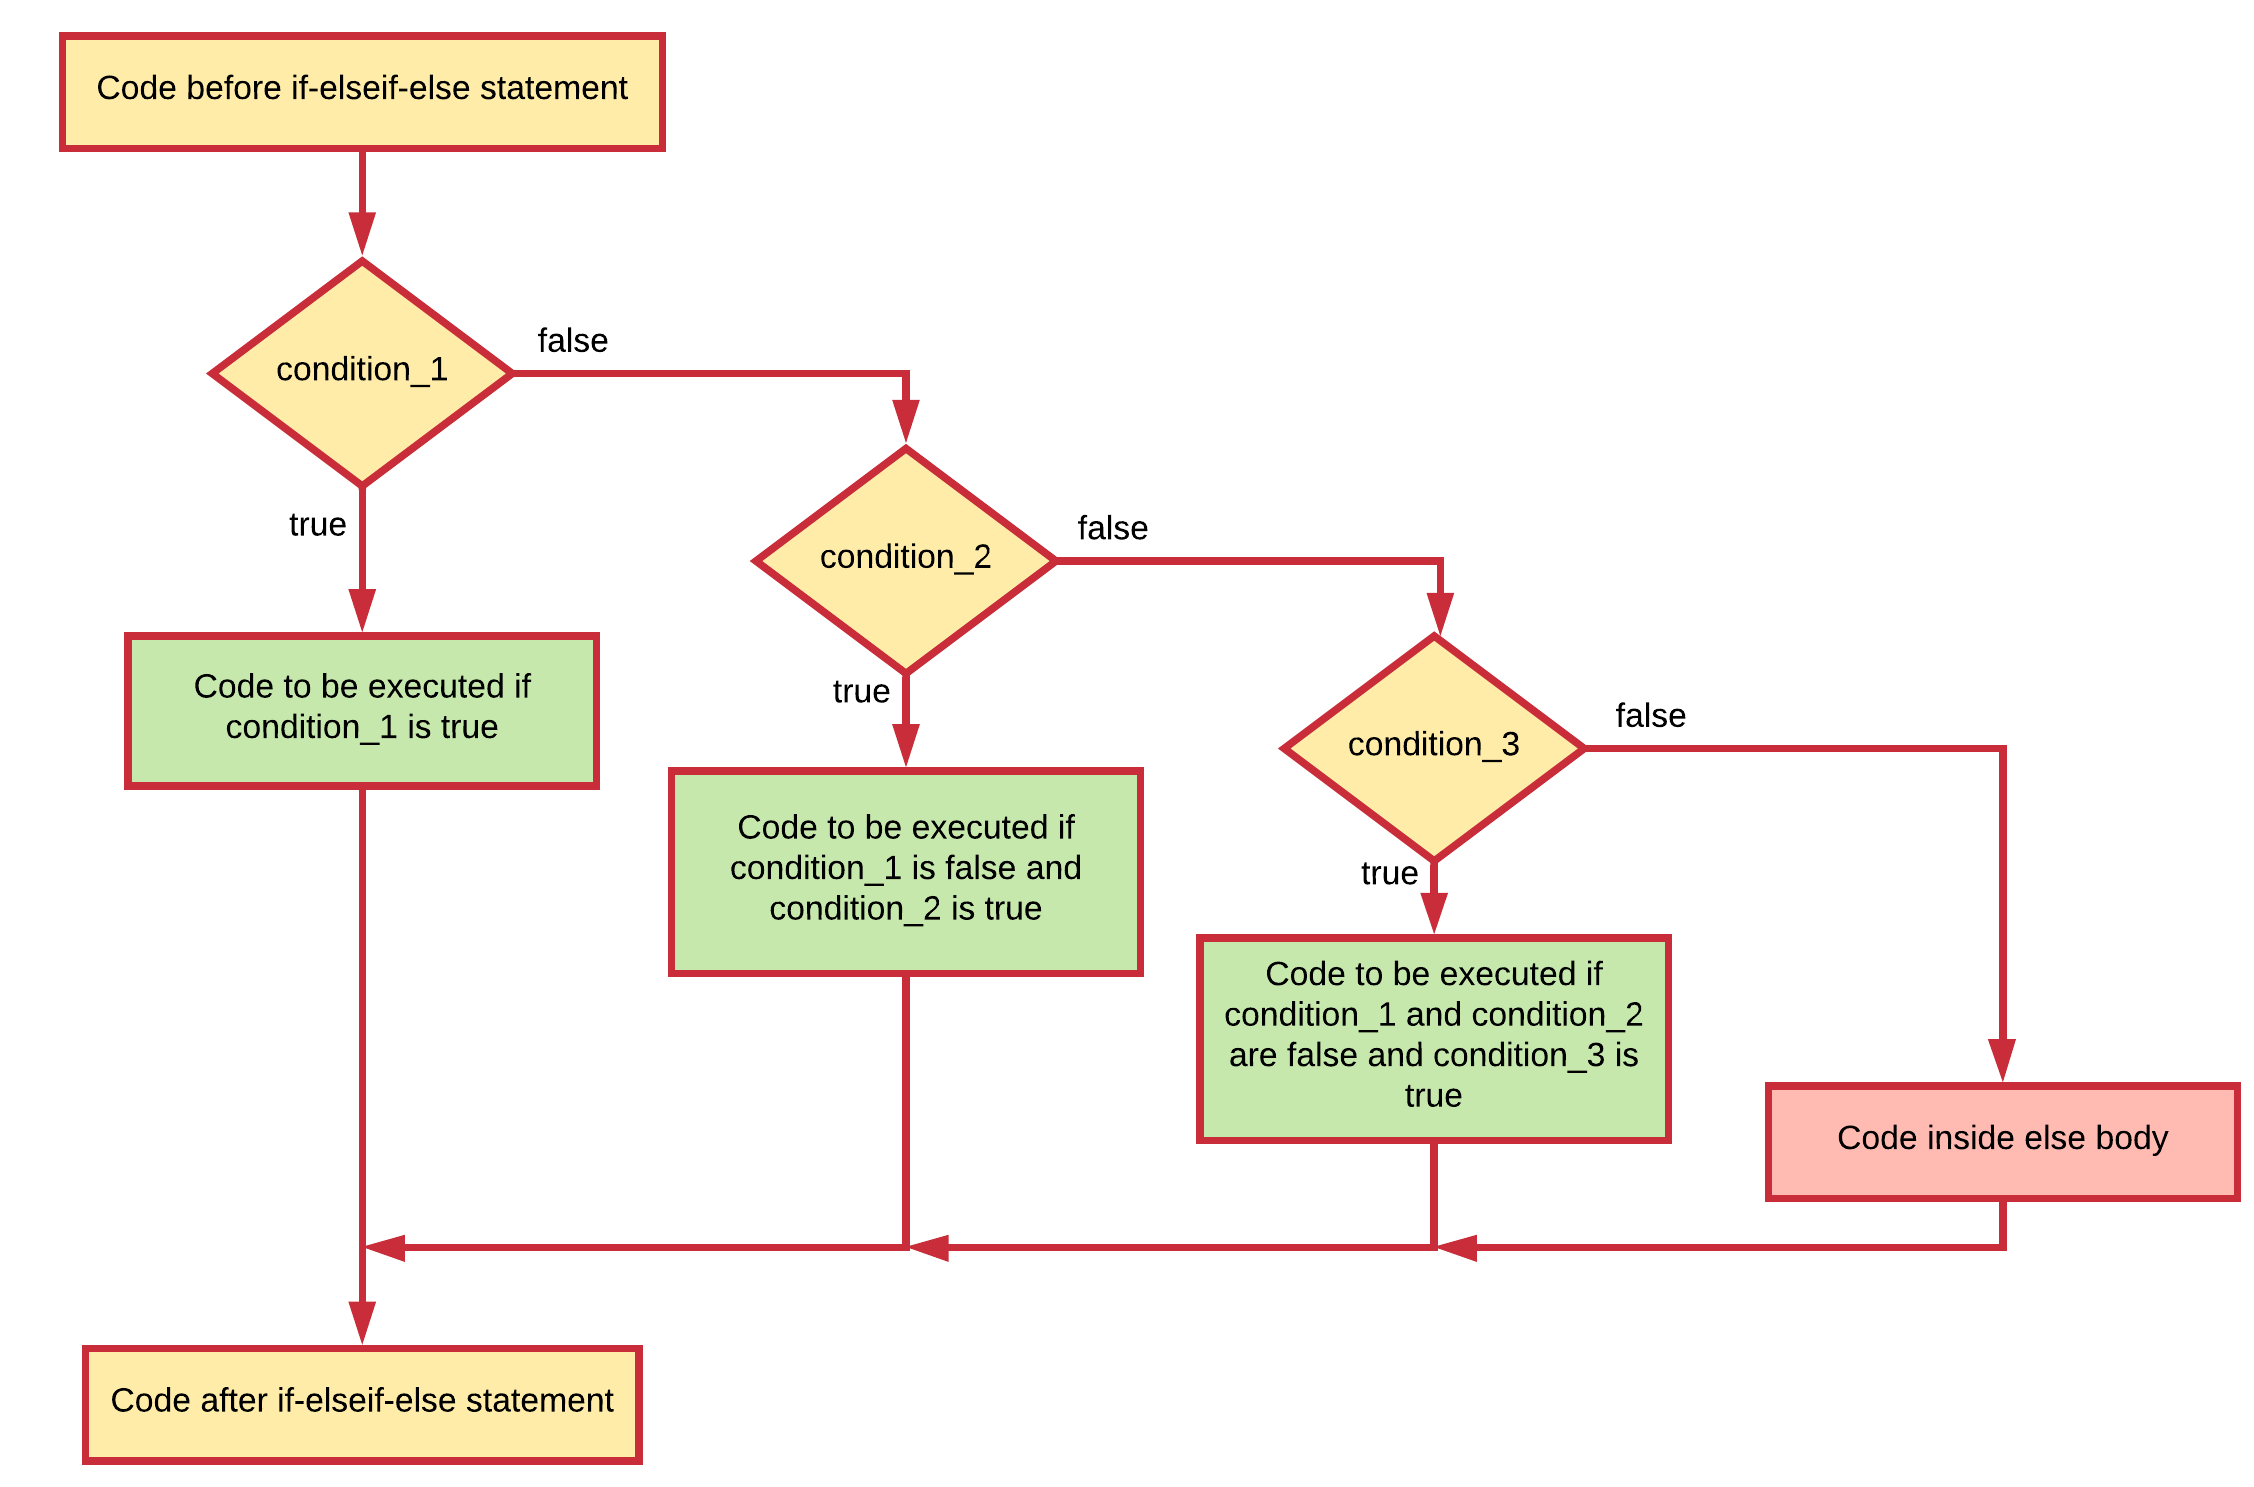 Code before if-elseif-else statement
condition_1
false
true
Code to be executed if
condition_1 is true
condition_2
false
true
Code to be executed if
condition_1 is false and
condition_2 is true
condition_3
false
true
Code to be executed if
condition_1 and condition_2
are false and condition_3 is
true
Code inside else body
Code after if-elseif-else statement